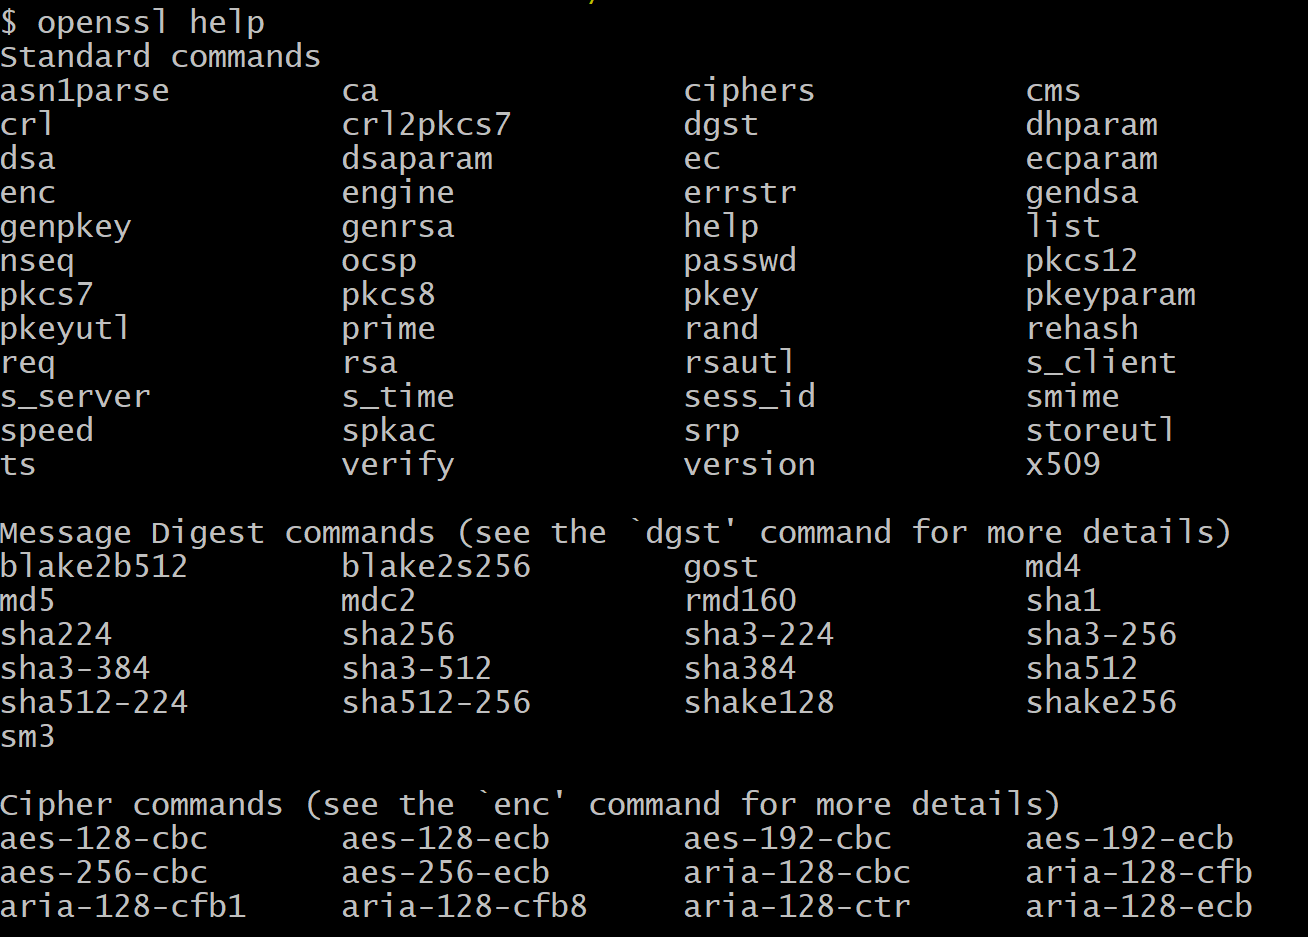 $ openssl help
Standard commands
asn1parse ca ciphers cms
crl crl2pkcs7 dgst dhparam
dsa dsaparam ec ecparam
enc engine errstr gendsa
genpkey genrsa help list
nseq ocsp passwd pkcs12
pkcs7 pkcs8 pkey pkeyparam
pkeyutl prime rand rehash
req rsa rsautl s_client
s_server s_time sess_id smime
speed spkac srp storeutl
ts verify version x509
Message Digest commands (see the `dgst' command for more details)
blake2b512 blake2s256 gost md4
md5 mdc2 rmd160 sha1
sha224 sha256 sha3-224 sha3-256
sha3-384 sha3-512 sha384 sha512
sha512-224 sha512-256 shake128 shake256
sm3
Cipher commands (see the `enc' command for more details)
aes-128-cbc aes-128-ecb aes-192-cbc aes-192-ecb
aes-256-cbc aes-256-ecb aria-128-cbc aria-128-cfb
aria-128-cfb1 aria-128-cfb8 aria-128-ctr aria-128-ecb